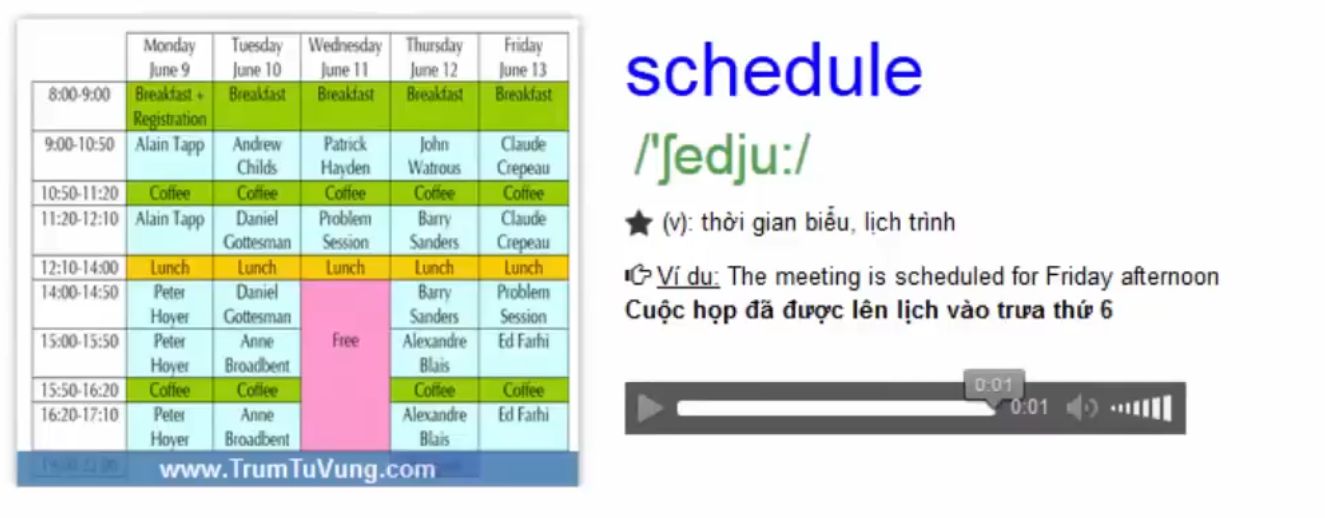 Monday Tuesday Wednesday Thursday Friday
June 9 June 10 June 11 June 12 June 13
8:00-9:00 Breakfast + Breakfast Breakfast Breakfast Breakfast
Registration
9:00-10:50 Alain Tapp Andrew Patrick John Claude
Childs Hayden Watrous Crepeau
10:50-11:20 Coffee Coffee Coffee Coffee Coffee
11:20-12:10 Alain Tapp Daniel Problem Barry Claude
Gottesman Session Sanders Crepeau
12:10-14:00 Lunch Lunch Lunch Lunch Lunch
14:00-14:50 Peter Daniel Barry Problem
Hoyer Gottesman Sanders Session
15:00-15:50 Peter Anne Free Alexandre Ed Farhi
Hoyer Broadbent Blais
15:50-16:20 Coffee Coffee Coffee Coffee
16:20-17:10 Peter Anne Alexandre Ed Farhi
Hoyer Broadbent Blais
www.TrumTuVung.com
schedule
/'ʃedju:/
★ (v): thời gian biểu, lịch trình
Ví dụ: The meeting is scheduled for Friday afternoon
Cuộc họp đã được lên lịch vào trưa thứ 6
0:01
0:01